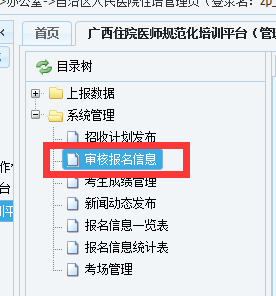 ->办公室->自治区人民医院住培管理员（登录名：zp_
首页
广西住院医师规范化培训平台（管
目录树
上报数据
系统管理
招收计划发布
审核报名信息
考生成绩管理
新闻动态发布
报名信息一览表
报名信息统计表
考场管理
作
台
平